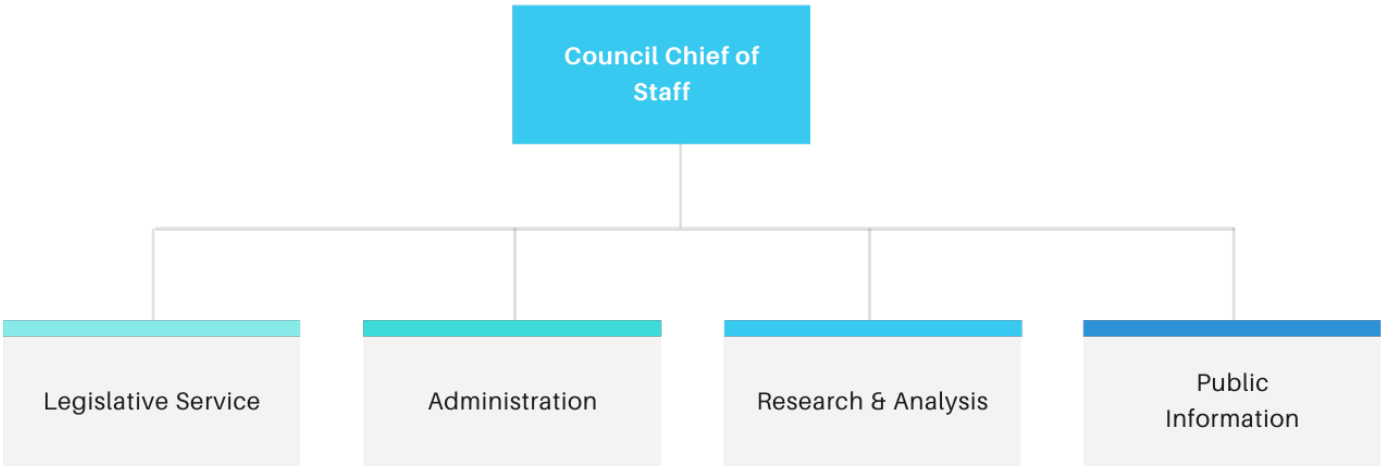 Council Chief of
Staff
Legislative Service
Administration
Research & Analysis
Public
Information